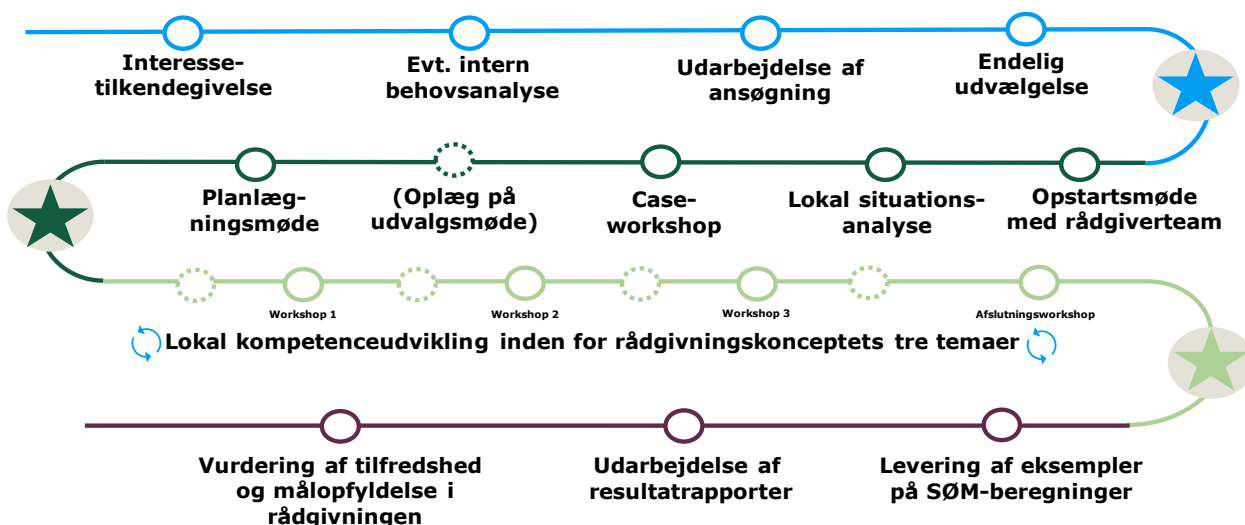 Interesse-
tilkendegivelse
Evt. intern
behovsanalyse
Udarbejdelse af
ansøgning
Endelig
udvælgelse
Planlæg-
ningsmøde
(Oplæg på
udvalgsmøde)
Case-
workshop
Lokal situations-
analyse
Opstartsmøde
med rådgiverteam
Workshop 1
Workshop 2
Workshop 3
Afslutningsworkshop
Lokal kompetenceudvikling inden for rådgivningskonceptets tre temaer
Vurdering af tilfredshed
og målopfyldelse i
rådgivningen
Udarbejdelse af
resultatrapporter
Levering af eksempler
på SØM-beregninger